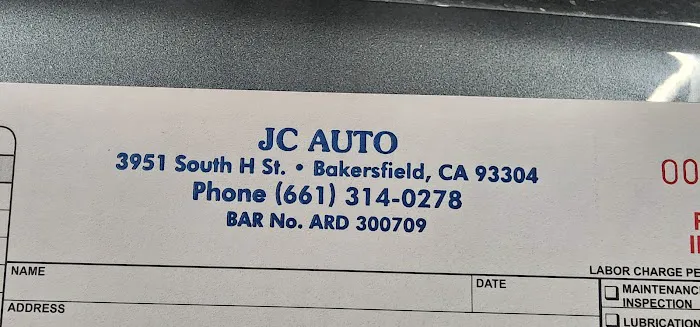 JC AUTO
3951 South H St. • Bakersfield, CA 93304
Phone (661) 314-0278
BAR No. ARD 300709
00
NAME
DATE
LABOR CHARGE
ADDRESS
MAINTENANC
INSPECTION
LUBRICATION